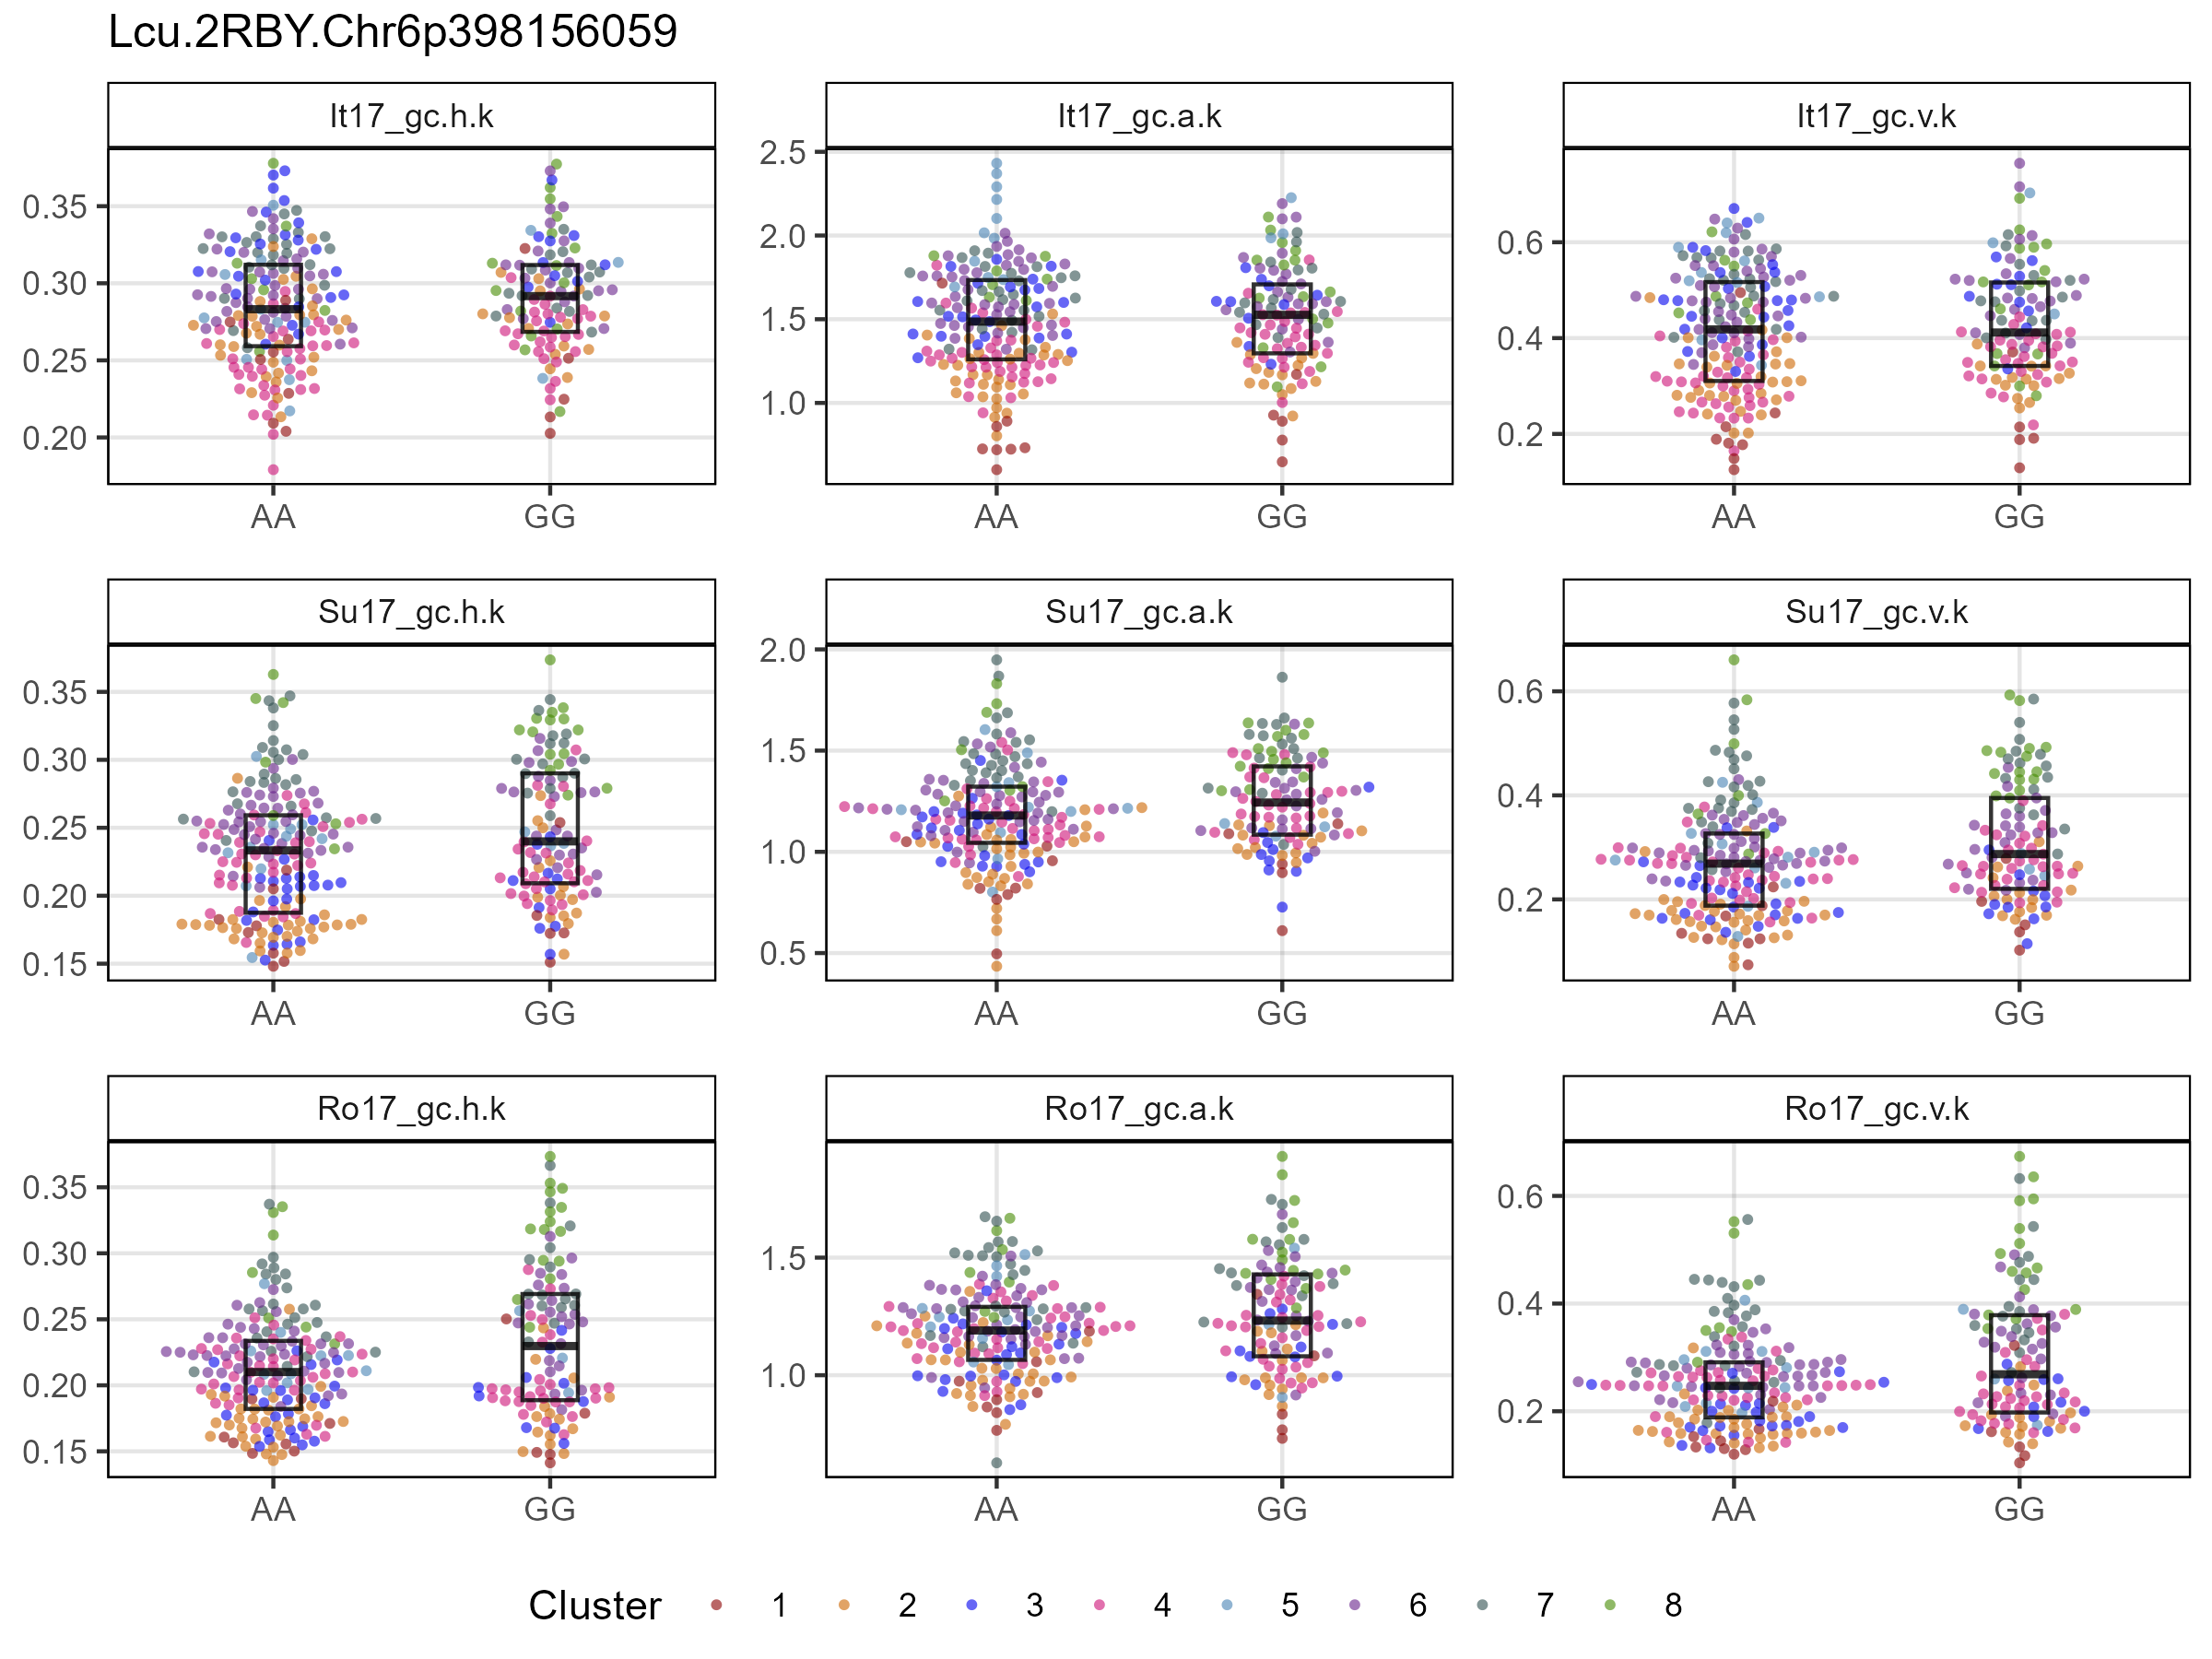 Lcu.2RBY.Chr6p398156059
It17_gc.h.k
It17_gc.a.k
It17_gc.v.k
0.35
0.30
0.25
0.20
2.5
2.0
1.5
1.0
0.6
0.4
0.2
AA GG
AA GG
AA GG
Su17_gc.h.k
Su17_gc.a.k
Su17_gc.v.k
0.35
0.30
0.25
0.20
0.15
2.0
1.5
1.0
0.5
0.6
0.4
0.2
AA GG
AA GG
AA GG
Ro17_gc.h.k
Ro17_gc.a.k
Ro17_gc.v.k
0.35
0.30
0.25
0.20
0.15
1.5
1.0
0.6
0.4
0.2
AA GG
AA GG
AA GG
Cluster 1 2 3 4 5 6 7 8